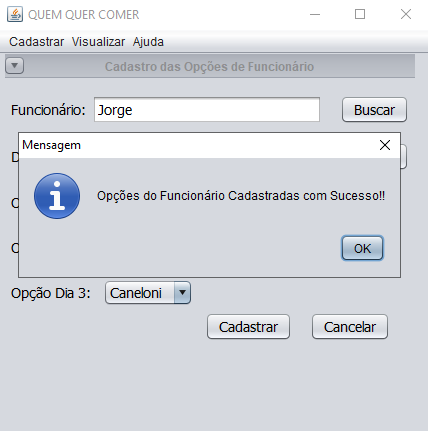 QUEM QUER COMER
Cadastrar Visualizar Ajuda
Cadastro das Opções de Funcionário
Funcionário: Jorge Buscar
Mensagem
Opções do Funcionário Cadastradas com Sucesso!!
OK
Opção Dia 3: Caneloni
Cadastrar Cancelar